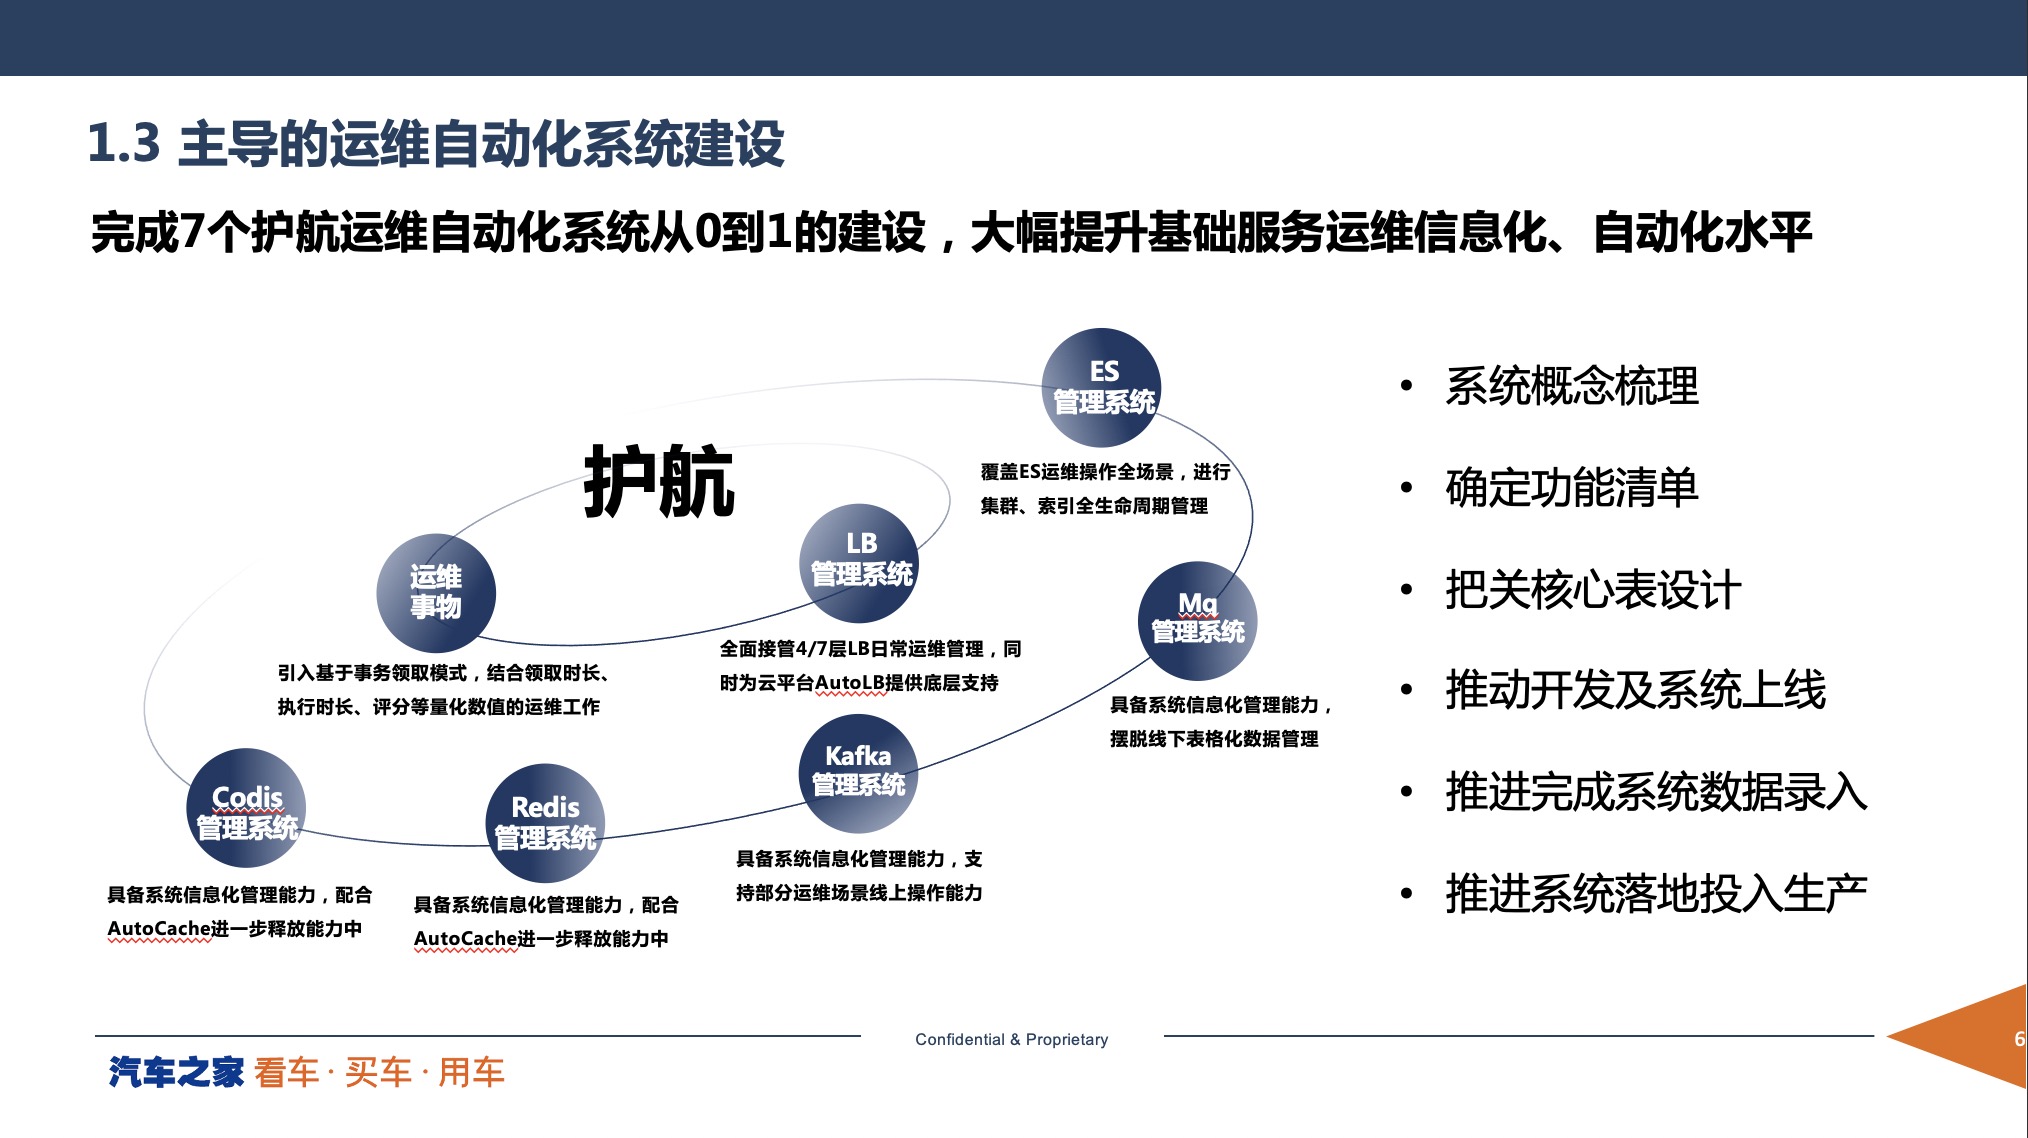 1.3 主导的运维自动化系统建设
完成7个护航运维自动化系统从0到1的建设，大幅提升基础服务运维信息化、自动化水平
护航
ES
管理系统
覆盖ES运维操作全场景，进行
集群、索引全生命周期管理
LB
管理系统
全面接管4/7层LB日常运维管理，同
时为云平台AutoLB提供底层支持
运维
事物
引入基于事务领取模式，结合领取时长、
执行时长、评分等量化数值的运维工作
Mq
管理系统
具备系统信息化管理能力，
摆脱线下表格化数据管理
Kafka
管理系统
具备系统信息化管理能力，支
持部分运维场景线上操作能力
Redis
管理系统
具备系统信息化管理能力，配合
AutoCache进一步释放能力中
Codis
管理系统
具备系统信息化管理能力，配合
AutoCache进一步释放能力中
• 系统概念梳理
• 确定功能清单
• 把关核心表设计
• 推动开发及系统上线
• 推进完成系统数据录入
• 推进系统落地投入生产
Confidential & Proprietary
汽车之家 看车·买车·用车
6